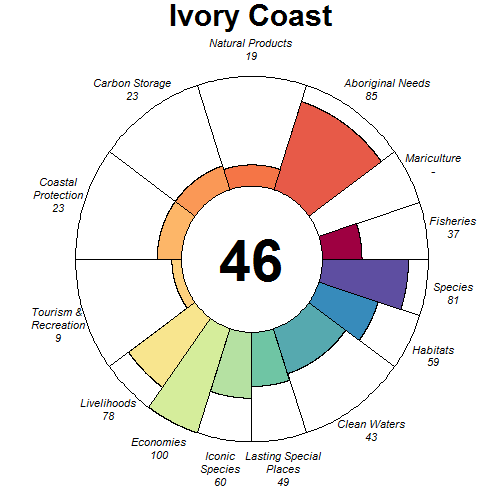 Ivory Coast
Natural Products
19
Carbon Storage
23
Aboriginal Needs
85
Mariculture
-
Coastal
Protection
23
Fisheries
37
46
Species
81
Tourism &
Recreation
9
Habitats
59
Livelihoods
78
Clean Waters
43
Economies
100
Iconic
Species
60
Lasting Special
Places
49